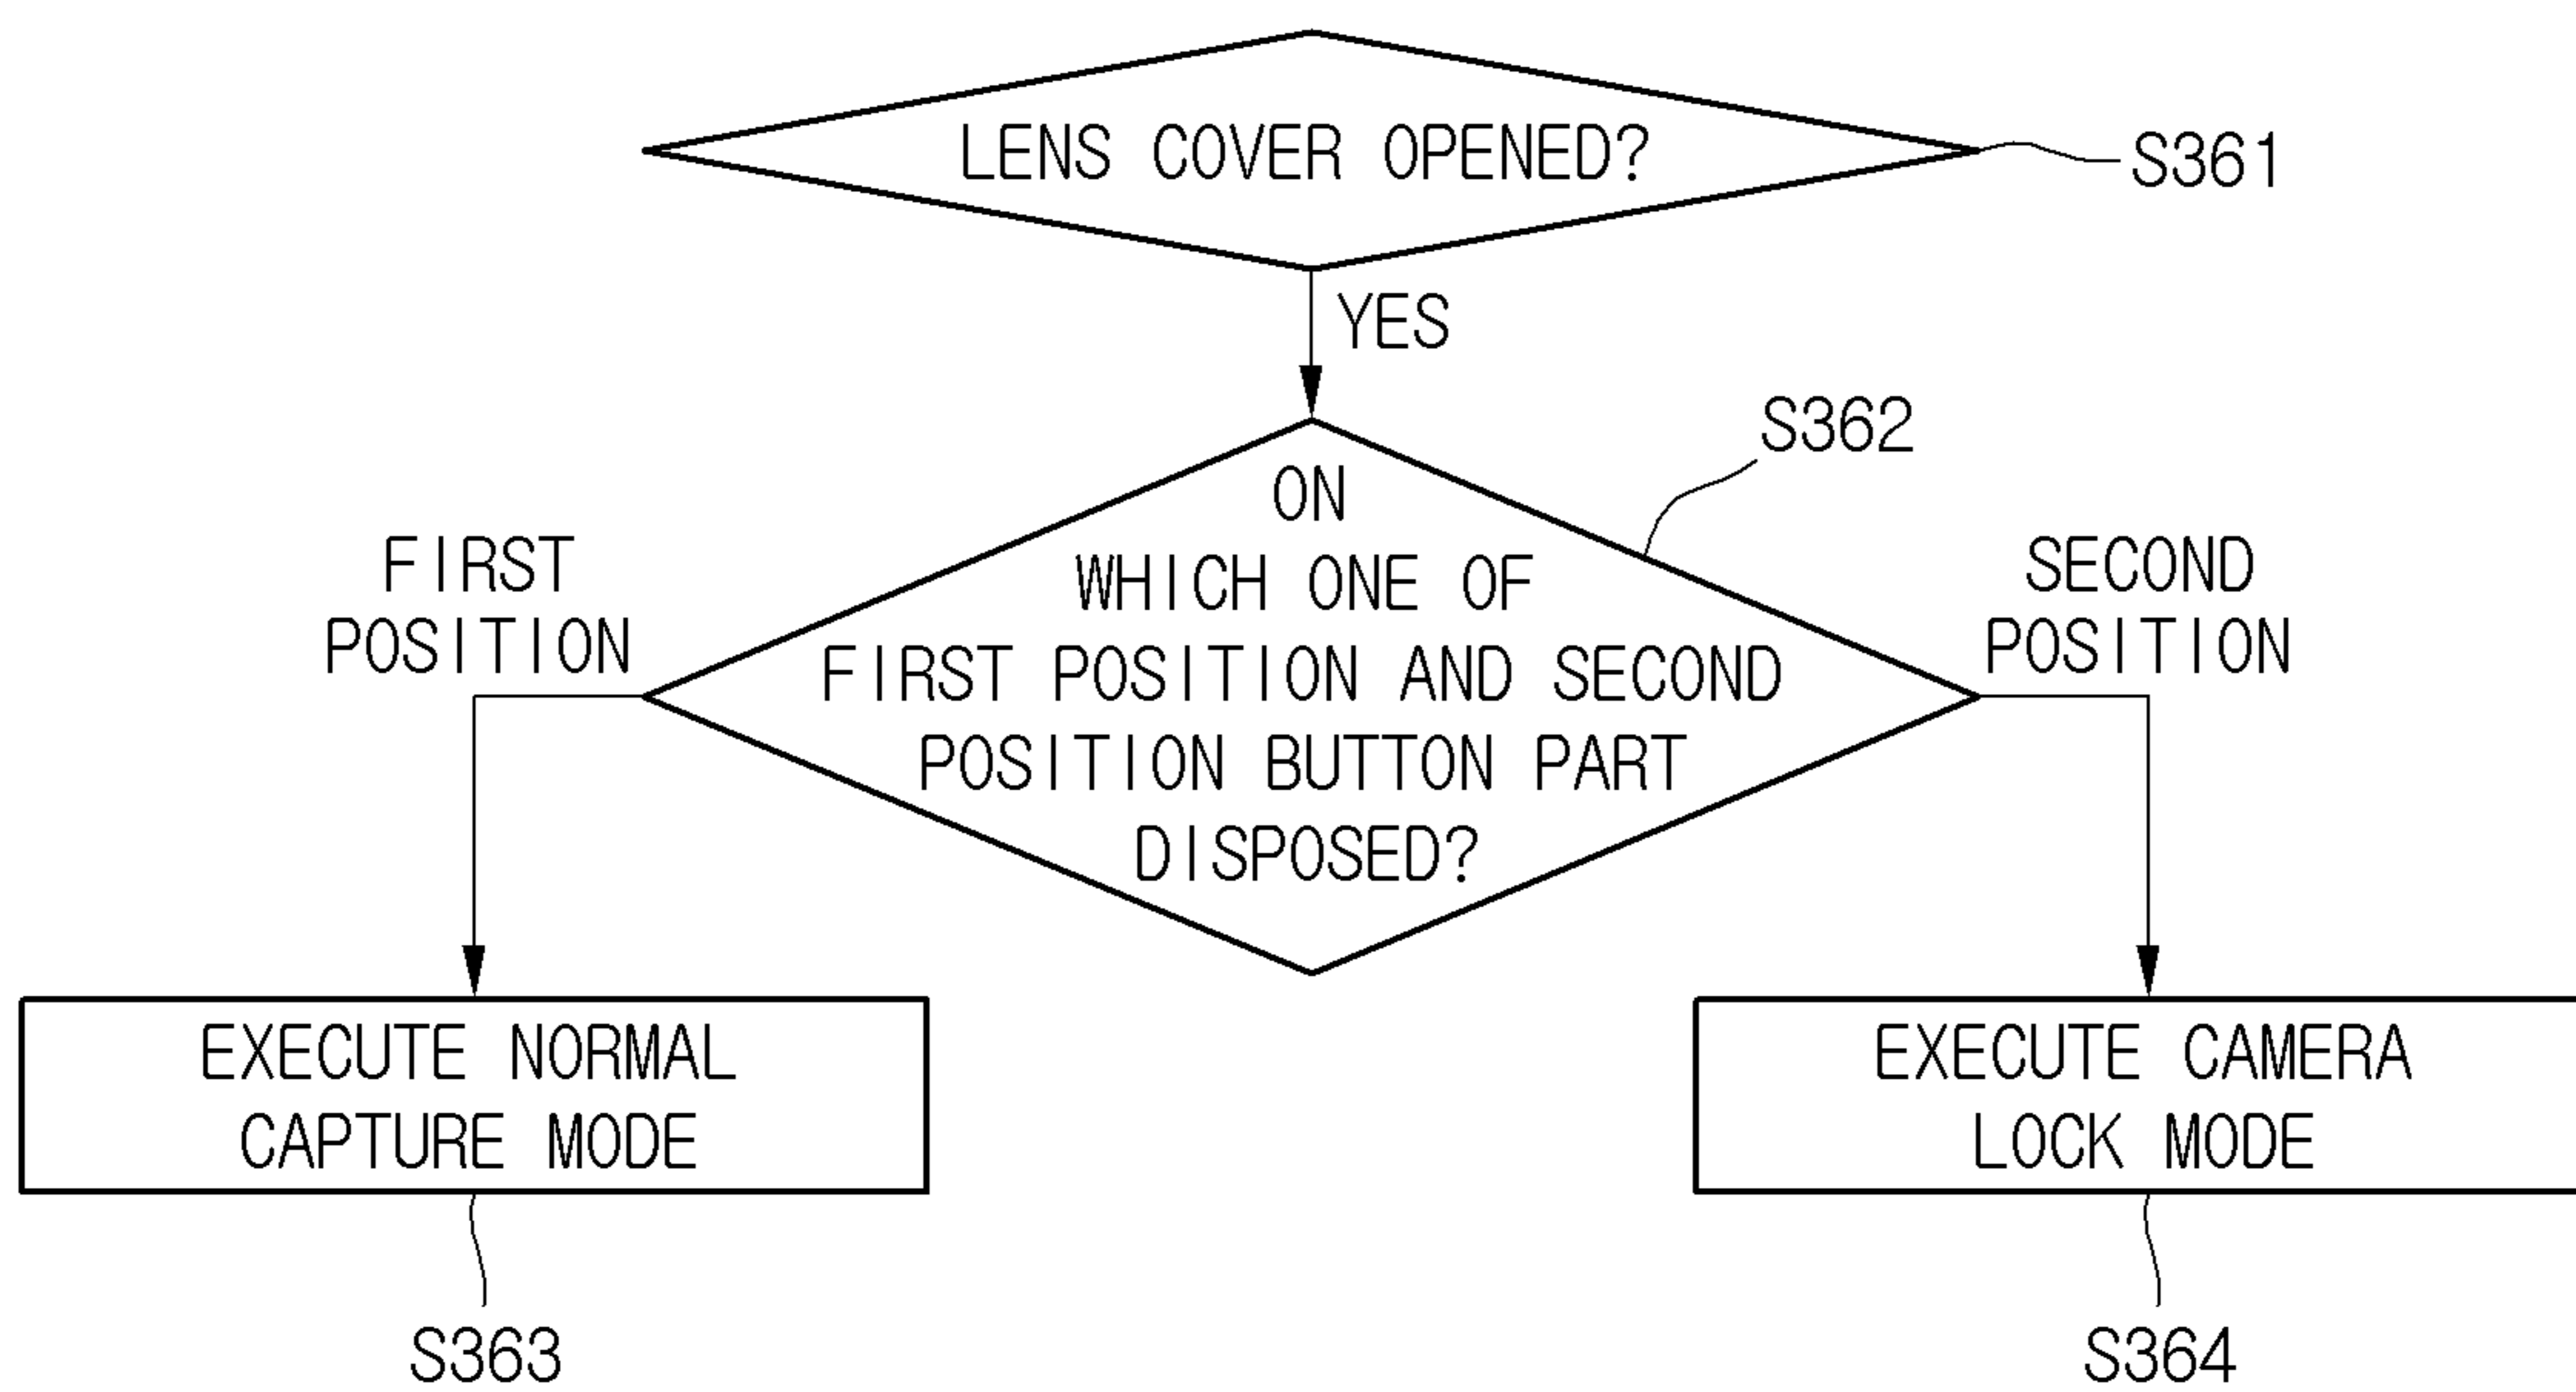 LENS COVER OPENED?
S361
YES
S362
ON
WHICH ONE OF
FIRST POSITION AND SECOND
POSITION BUTTON PART
DISPOSED?
FIRST
POSITION
SECOND
POSITION
EXECUTE NORMAL
CAPTURE MODE
EXECUTE CAMERA
LOCK MODE
S363
S364